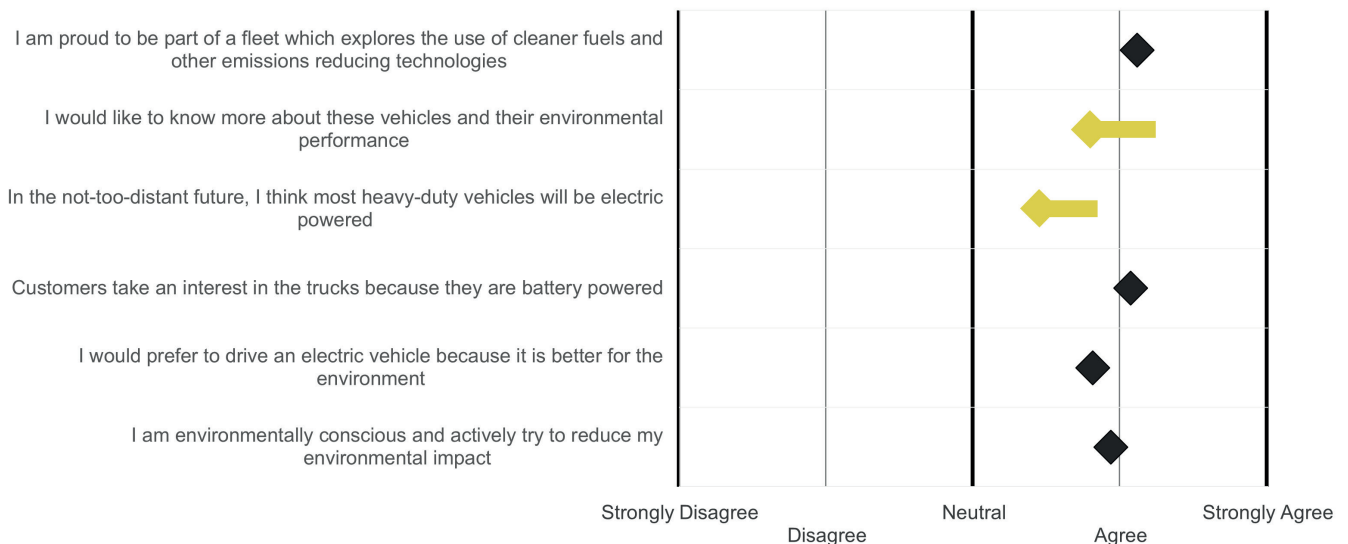 I am proud to be part of a fleet which explores the use of cleaner fuels and
other emissions reducing technologies
I would like to know more about these vehicles and their environmental
performance
In the not-too-distant future, I think most heavy-duty vehicles will be electric
powered
Customers take an interest in the trucks because they are battery powered
I would prefer to drive an electric vehicle because it is better for the
environment
I am environmentally conscious and actively try to reduce my
environmental impact
Strongly Disagree
Disagree
Neutral
Agree
Strongly Agree